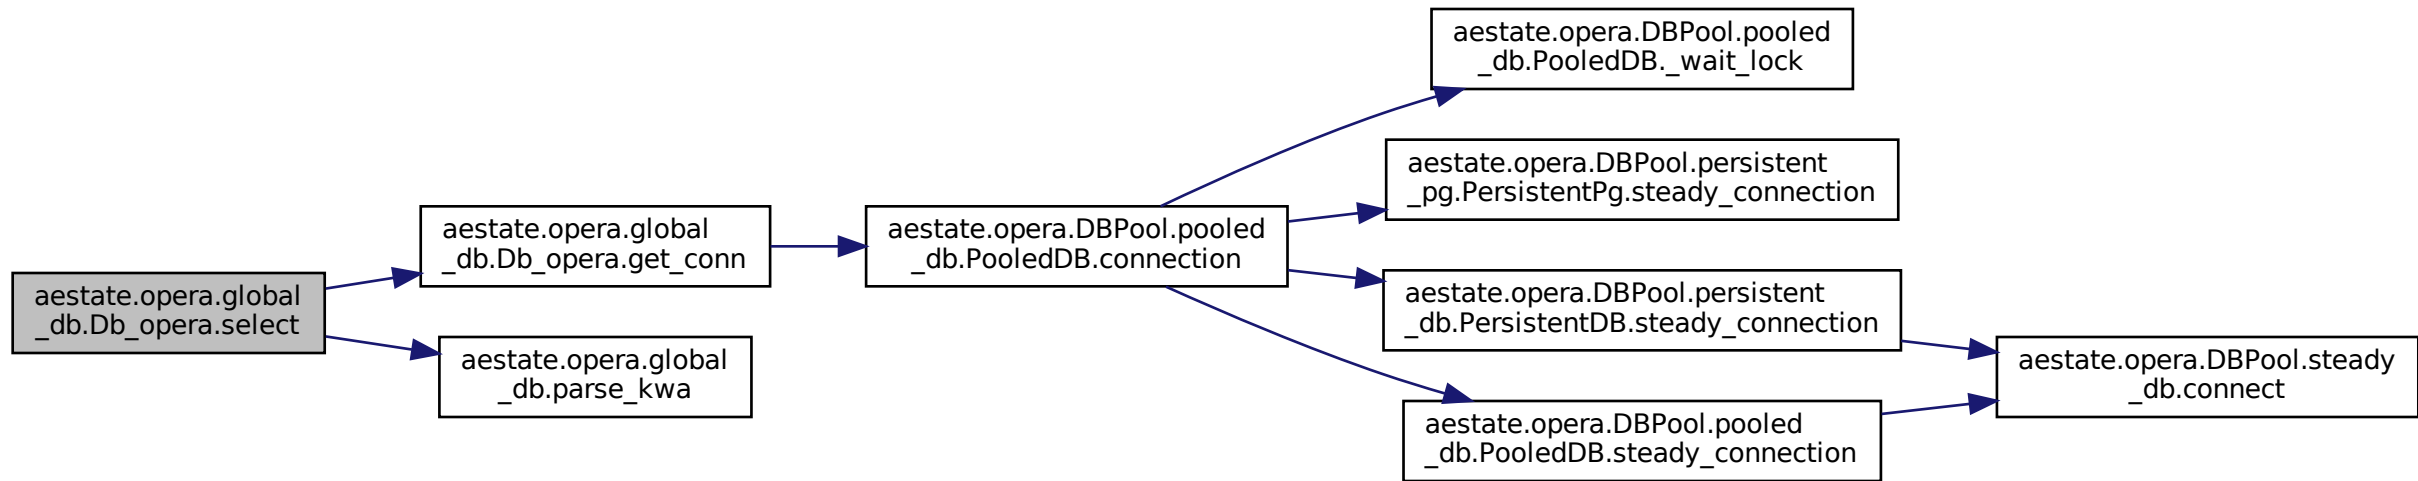 aestate.opera.global
_db.Db_opera.select
aestate.opera.global
_db.Db_opera.get_conn
aestate.opera.global
_db.parse_kwa
aestate.opera.DBPool.pooled
_db.PooledDB.connection
aestate.opera.DBPool.pooled
_db.PooledDB._wait_lock
aestate.opera.DBPool.persistent
_pg.PersistentPg.steady_connection
aestate.opera.DBPool.persistent
_db.PersistentDB.steady_connection
aestate.opera.DBPool.pooled
_db.PooledDB.steady_connection
aestate.opera.DBPool.steady
_db.connect